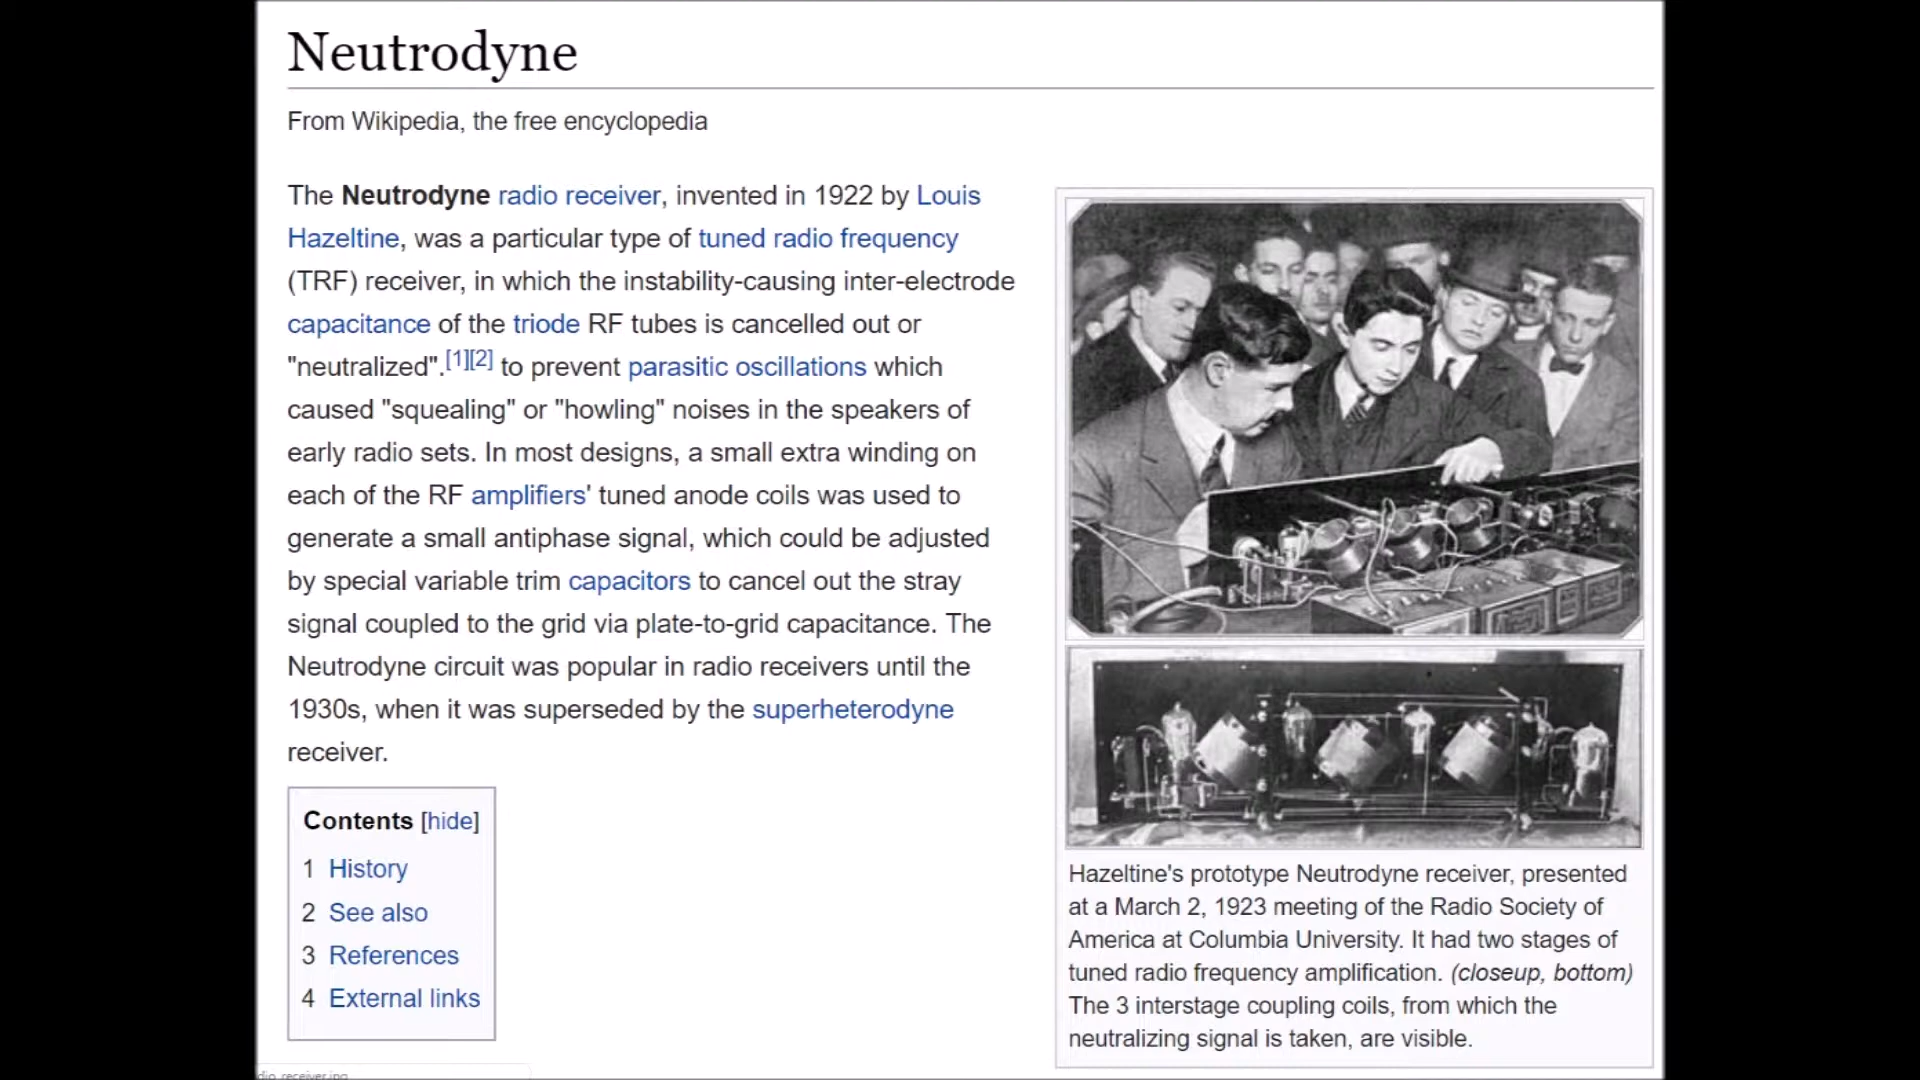 Neutrodyne
From Wikipedia, the free encyclopedia
The Neutrodyne radio receiver, invented in 1922 by Louis
Hazeltine, was a particular type of tuned radio frequency
(TRF) receiver, in which the instability-causing inter-electrode
capacitance of the triode RF tubes is cancelled out or
"neutralized".[1][2] to prevent parasitic oscillations which
caused "squealing" or "howling" noises in the speakers of
early radio sets. In most designs, a small extra winding on
each of the RF amplifiers' tuned anode coils was used to
generate a small antiphase signal, which could be adjusted
by special variable trim capacitors to cancel out the stray
signal coupled to the grid via plate-to-grid capacitance. The
Neutrodyne circuit was popular in radio receivers until the
1930s, when it was superseded by the superheterodyne
receiver.
Contents [hide]
1 History
2 See also
3 References
4 External links
Hazeltine's prototype Neutrodyne receiver, presented
at a March 2, 1923 meeting of the Radio Society of
America at Columbia University. It had two stages of
tuned radio frequency amplification. (closeup, bottom)
The 3 interstage coupling coils, from which the
neutralizing signal is taken, are visible.